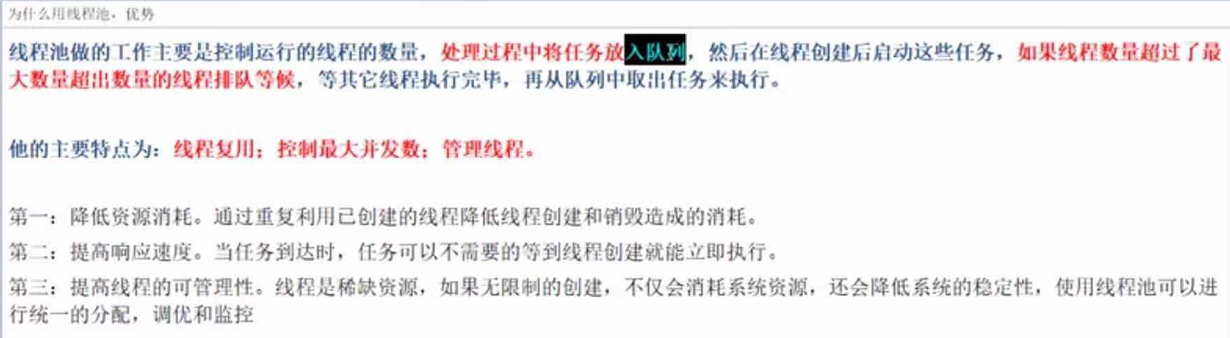 为什么用线程池，优势
线程池做的工作主要是控制运行的线程的数量，处理过程中将任务放入队列，然后在线程创建后启动这些任务，如果线程数量超过了最
大数量超出数量的线程排队等候，等其它线程执行完毕，再从队列中取出任务来执行。
他的主要特点为：线程复用；控制最大并发数；管理线程。
第一：降低资源消耗。通过重复利用已创建的线程降低线程创建和销毁造成的消耗。
第二：提高响应速度。当任务到达时，任务可以不需要的等到线程创建就能立即执行。
第三：提高线程的可管理性。线程是稀缺资源，如果无限制的创建，不仅会消耗系统资源，还会降低系统的稳定性，使用线程池可以进
行统一的分配，调优和监控